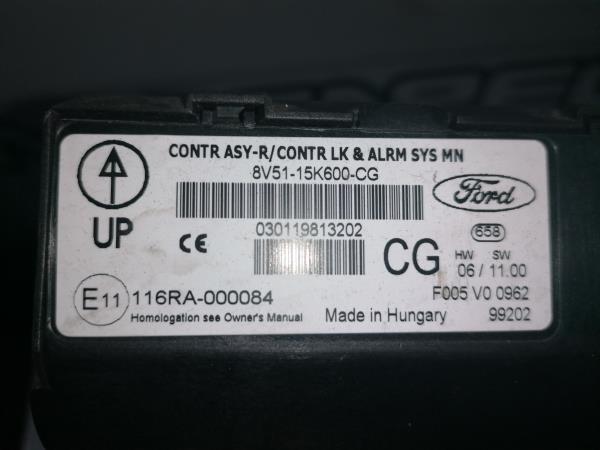 CONTR ASY-R/CONTR LK & ALRM SYS MN
8V51-15K600-CG
Ford
UP
CE
030119813202
CG
658
HW SW
06 / 11.00
E11 116RA-000084
F005 V0 0962
Homologation see Owner's Manual
Made in Hungary
99202